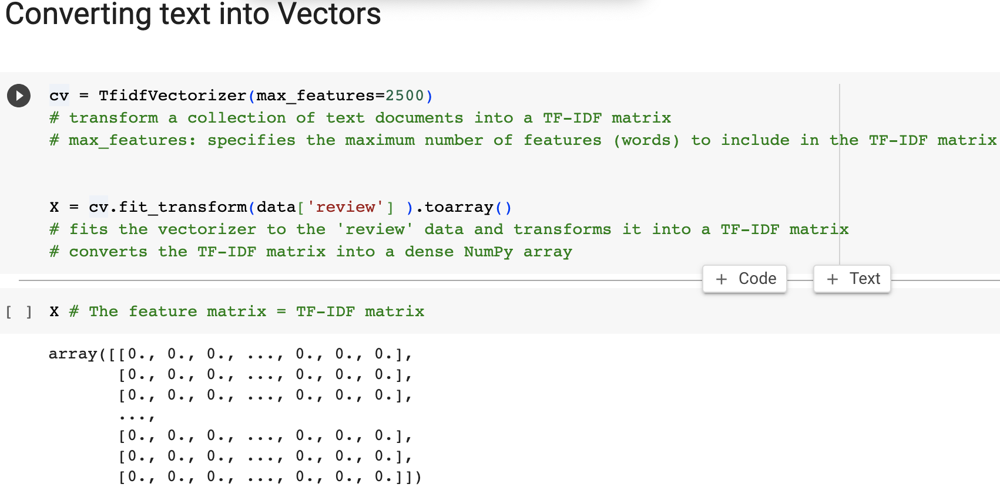 Converting text into Vectors
cv = TfidfVectorizer(max_features=2500)
# transform a collection of text documents into a TF-IDF matrix
# max_features: specifies the maximum number of features (words) to include in the TF-IDF matrix
X = cv.fit_transform(data['review'] ).toarray()
# fits the vectorizer to the 'review' data and transforms it into a TF-IDF matrix
# converts the TF-IDF matrix into a dense NumPy array
+ Code + Text
[ ] X # The feature matrix = TF-IDF matrix
array([[0., 0., 0., ..., 0., 0., 0.],
[0., 0., 0., ..., 0., 0., 0.],
[0., 0., 0., ..., 0., 0., 0.],
...,
[0., 0., 0., ..., 0., 0., 0.],
[0., 0., 0., ..., 0., 0., 0.],
[0., 0., 0., ..., 0., 0., 0.]])